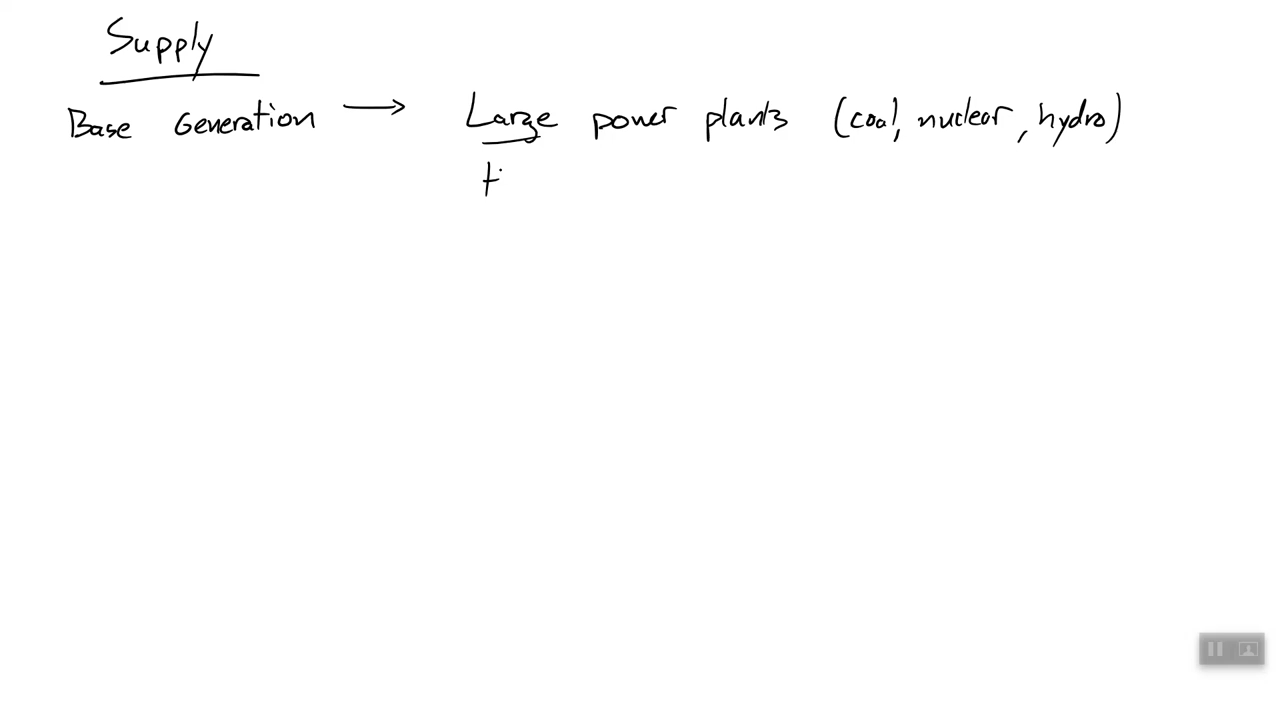 Supply
Base Generation → Large power plants (coal, nuclear, hydro)